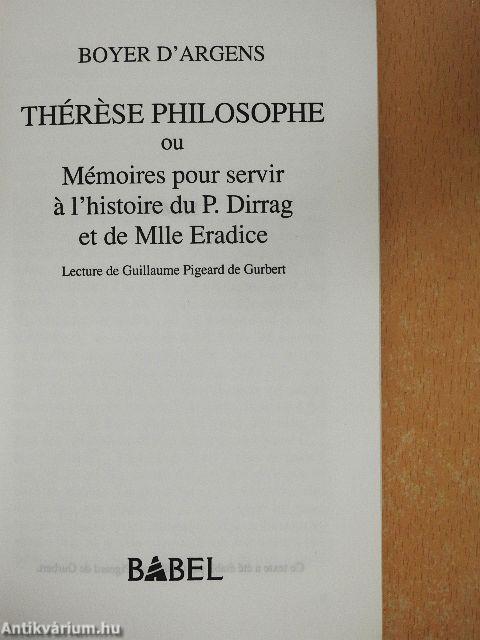 BOYER D'ARGENS
THÉRÈSE PHILOSOPHE
ou
Mémoires pour servir
à l'histoire du P. Dirrag
et de Mlle Eradice
Lecture de Guillaume Pigeard de Gurbert
BABEL
Antikvárium.hu